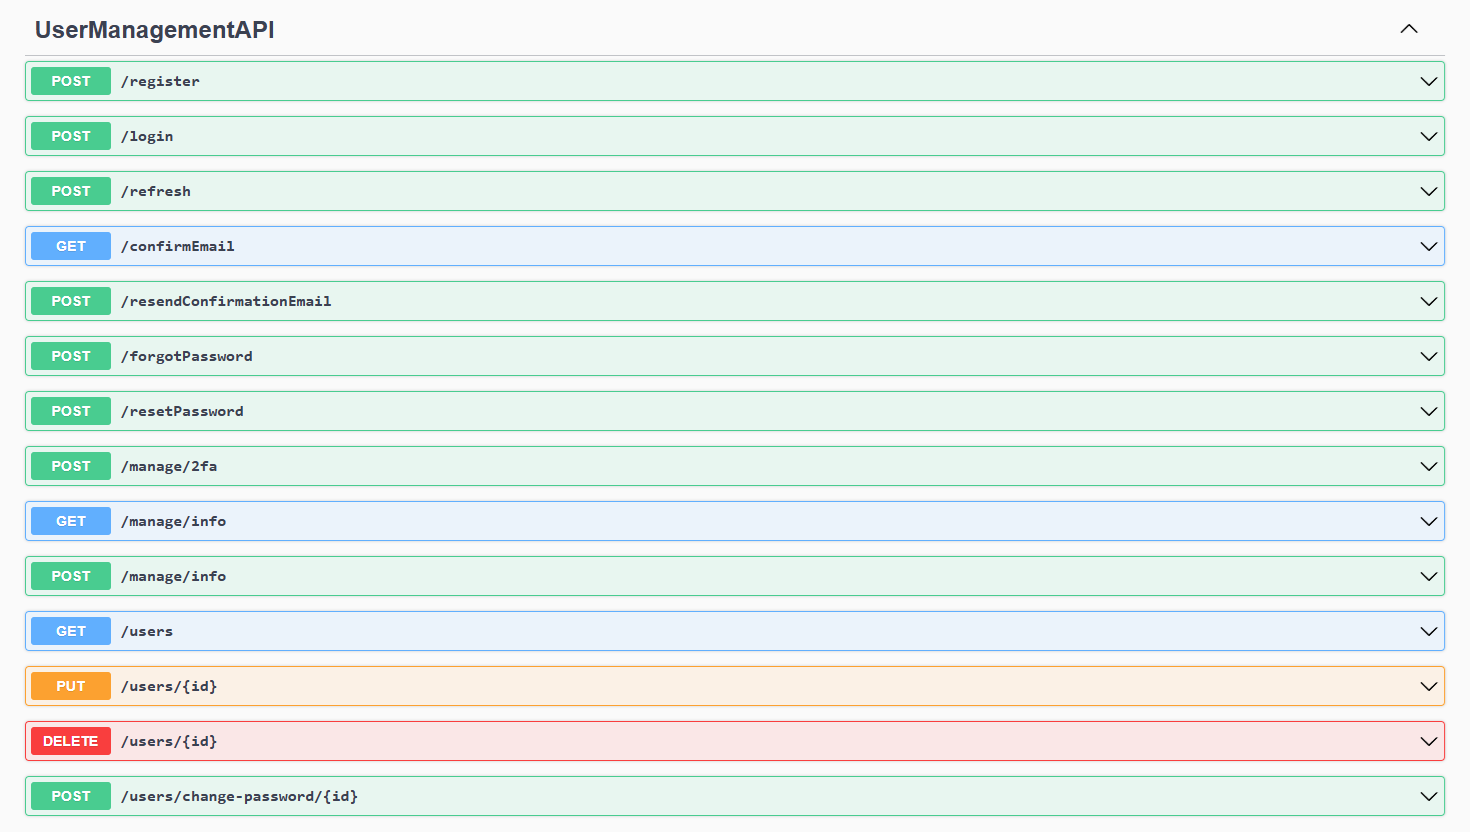 UserManagementAPI
POST /register
POST /login
POST /refresh
GET /confirmEmail
POST /resendConfirmationEmail
POST /forgotPassword
POST /resetPassword
POST /manage/2fa
GET /manage/info
POST /manage/info
GET /users
PUT /users/{id}
DELETE /users/{id}
POST /users/change-password/{id}